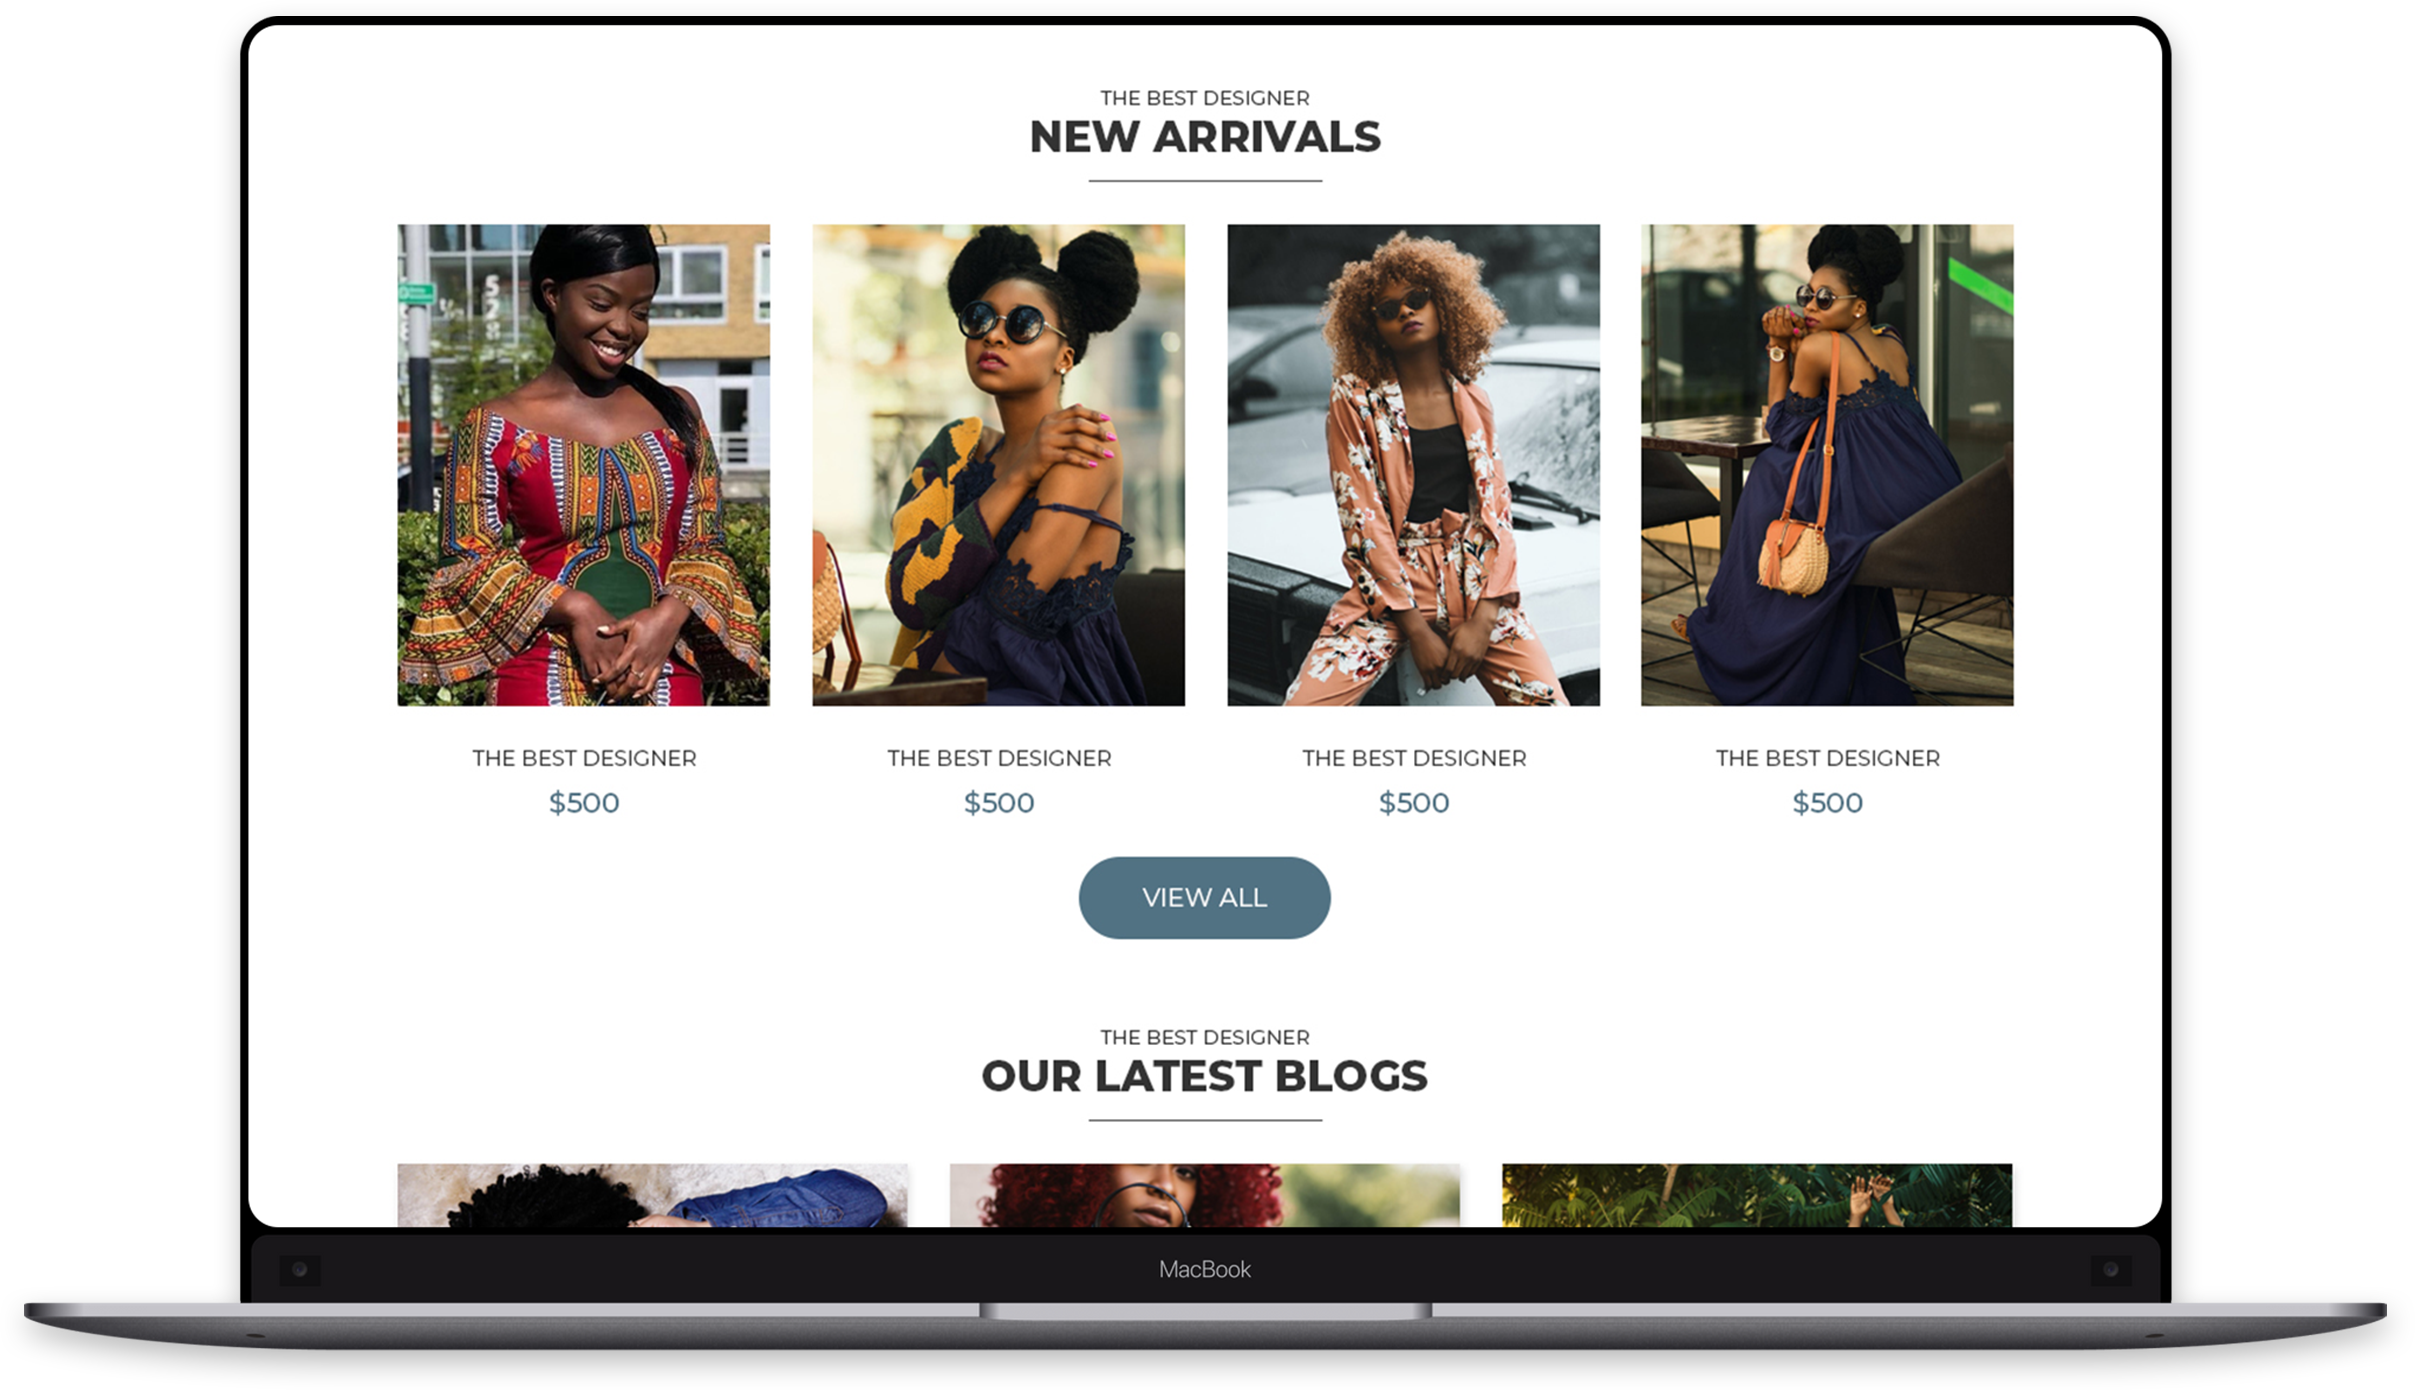 THE BEST DESIGNER
NEW ARRIVALS
THE BEST DESIGNER
$500
THE BEST DESIGNER
$500
THE BEST DESIGNER
$500
THE BEST DESIGNER
$500
VIEW ALL
THE BEST DESIGNER
OUR LATEST BLOGS
MacBook